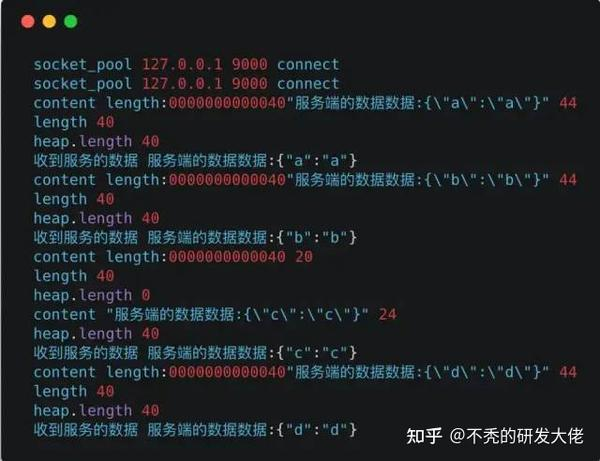 socket_pool 127.0.0.1 9000 connect
socket_pool 127.0.0.1 9000 connect
content length:0000000000040"服务端的数据数据:{\"a\":\"a\"}" 44
length 40
heap.length 40
收到服务的数据 服务端的数据数据:{"a":"a"}
content length:0000000000040"服务端的数据数据:{\"b\":\"b\"}" 44
length 40
heap.length 40
收到服务的数据 服务端的数据数据:{"b":"b"}
content length:0000000000040 20
length 40
heap.length 0
content "服务端的数据数据:{\"c\":\"c\"}" 24
heap.length 40
收到服务的数据 服务端的数据数据:{"c":"c"}
content length:0000000000040"服务端的数据数据:{\"d\":\"d\"}" 44
length 40
heap.length 40
收到服务的数据 服务端的数据数据:{"d":"d"}
知乎 @不秃的研发大佬